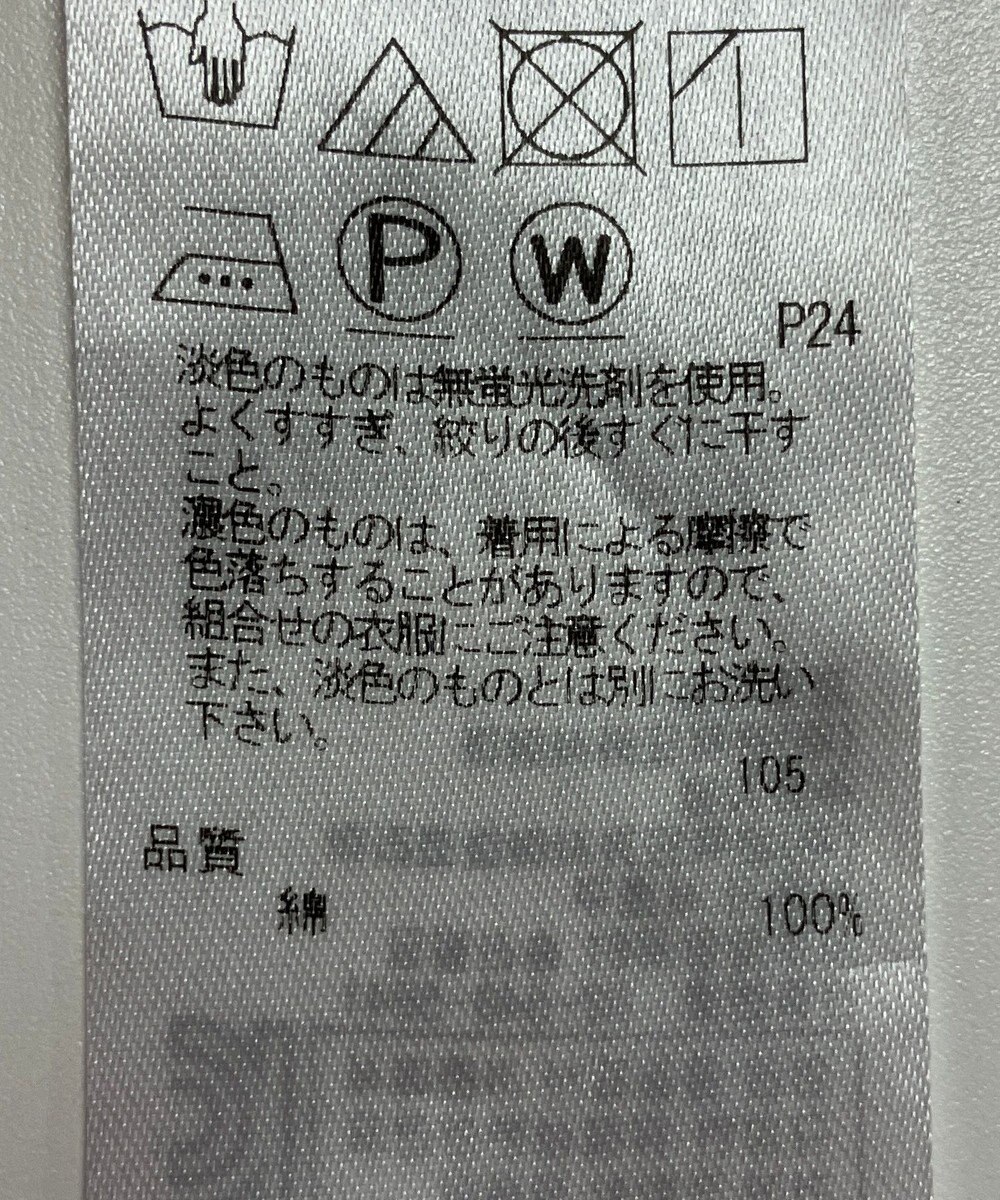 P
W
P24
淡色のものは無蛍光洗剤を使用。
よくすすぎ、絞りの後すぐに干す
こと。
濃色のものは、着用による摩擦で
色落ちすることがありますので、
組合せの衣服にご注意ください。
また、淡色のものとは別にお洗い
下さい。
105
品質
綿 100%